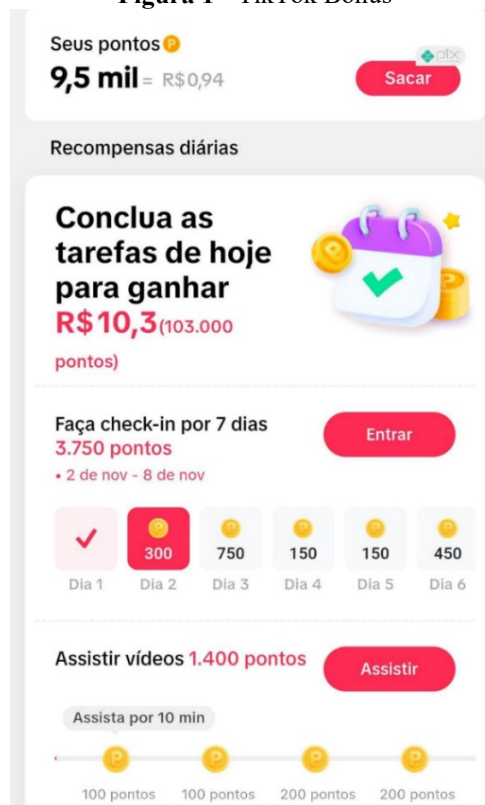 Figura 1 - TikTok Bônus
Seus pontos P
pix
9,5 mil = R$0,94
Sacar
Recompensas diárias
Conclua as
tarefas de hoje
para ganhar
R$10,3(103.000
pontos)
Faça check-in por 7 dias
3.750 pontos
Entrar
• 2 de nov - 8 de nov
300 750 150 150 450
Dia 1 Dia 2 Dia 3 Dia 4 Dia 5 Dia 6
Assistir vídeos 1.400 pontos
Assistir
Assista por 10 min
100 pontos 100 pontos 200 pontos 200 pontos